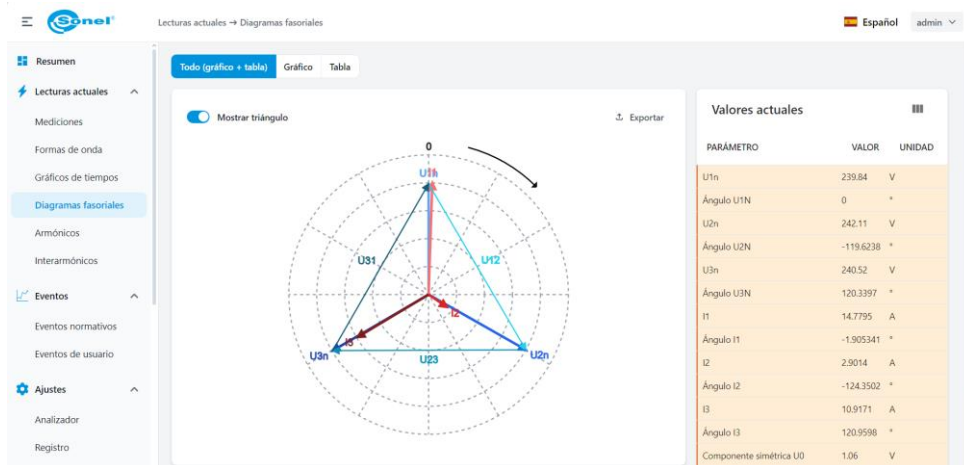 Sonel®
Lecturas actuales → Diagramas fasoriales
Español
admin
Resumen
Lecturas actuales
Mediciones
Formas de onda
Gráficos de tiempos
Diagramas fasoriales
Armónicos
Interarmónicos
Eventos
Eventos normativos
Eventos de usuario
Ajustes
Analizador
Registro
Todo (gráfico + tabla) Gráfico Tabla
Mostrar triángulo
Exportar
0
U1n
U31
U12
I2
I3
U3n
U23
U2n
Valores actuales
PARÁMETRO VALOR UNIDAD
U1n 239.84 V
Ángulo U1N 0 °
U2n 242.11 V
Ángulo U2N -119.6238 °
U3n 240.52 V
Ángulo U3N 120.3397 °
I1 14.7795 A
Ángulo I1 -1.905341 °
I2 2.9014 A
Ángulo I2 -124.3502 °
I3 10.9171 A
Ángulo I3 120.9598 °
Componente simétrica U0 1.06 V